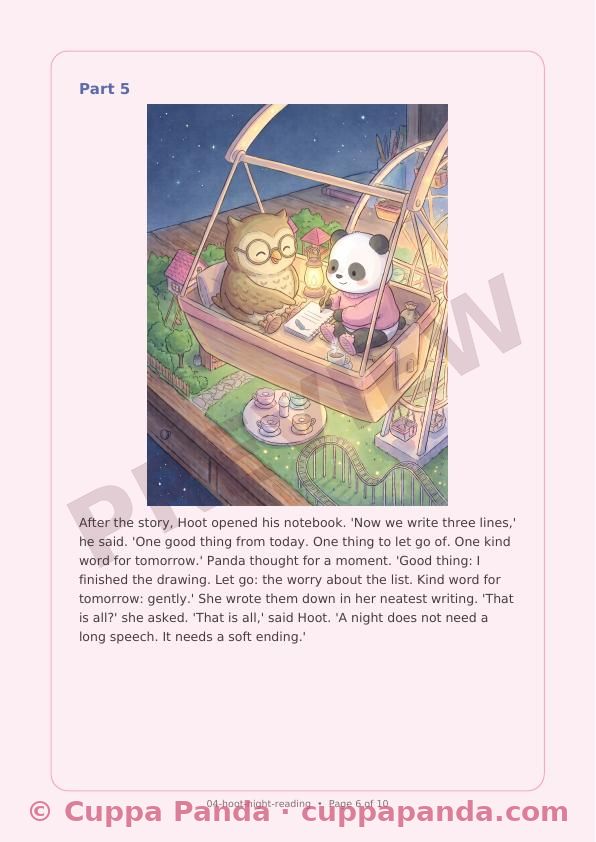 Part 5
PREVIEW
After the story, Hoot opened his notebook. 'Now we write three lines,'
he said. 'One good thing from today. One thing to let go of. One kind
word for tomorrow.' Panda thought for a moment. 'Good thing: I
finished the drawing. Let go: the worry about the list. Kind word for
tomorrow: gently.' She wrote them down in her neatest writing. 'That
is all?' she asked. 'That is all,' said Hoot. 'A night does not need a
long speech. It needs a soft ending.'
04-hoot-night-reading • Page 6 of 10
© Cuppa Panda · cuppapanda.com